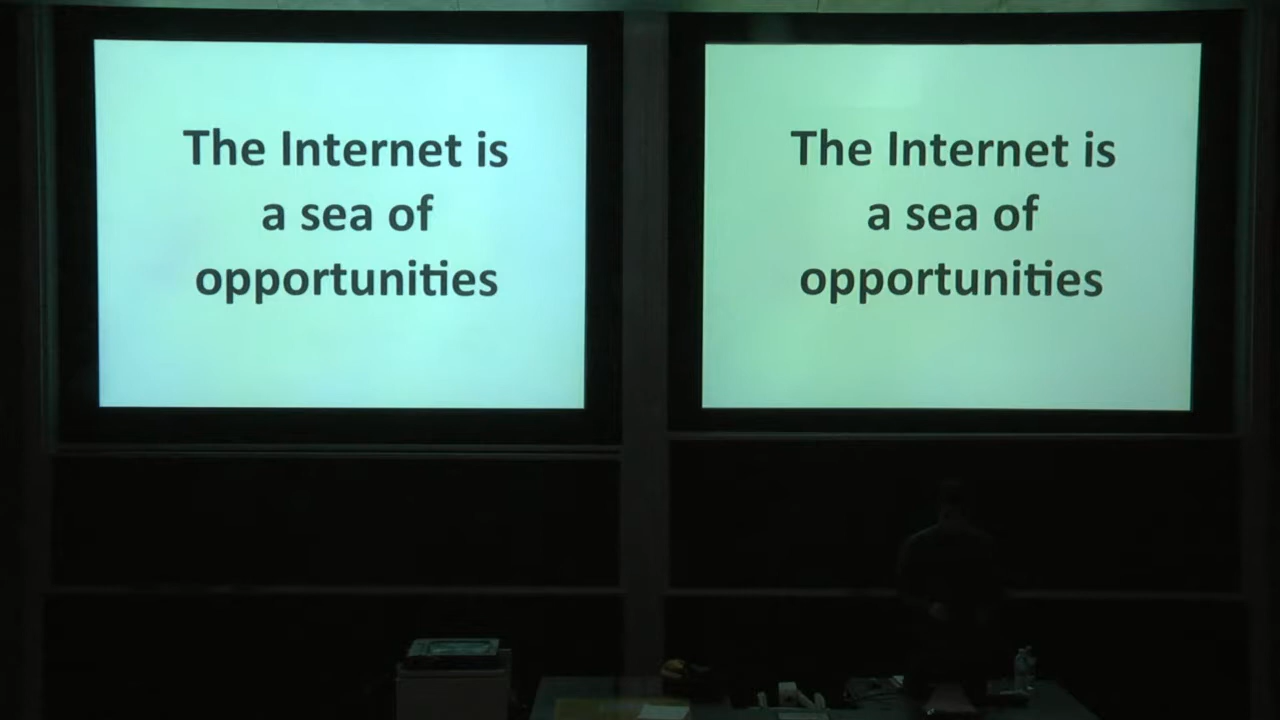 The Internet is
a sea of
opportunities
The Internet is
a sea of
opportunities